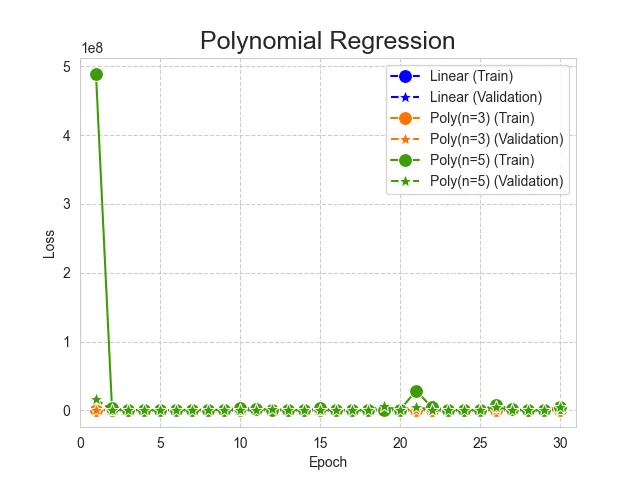 Polynomial Regression
1e8
5
4
3
2
1
0
Loss
Linear (Train)
Linear (Validation)
Poly(n=3) (Train)
Poly(n=3) (Validation)
Poly(n=5) (Train)
Poly(n=5) (Validation)
0 5 10 15 20 25 30
Epoch